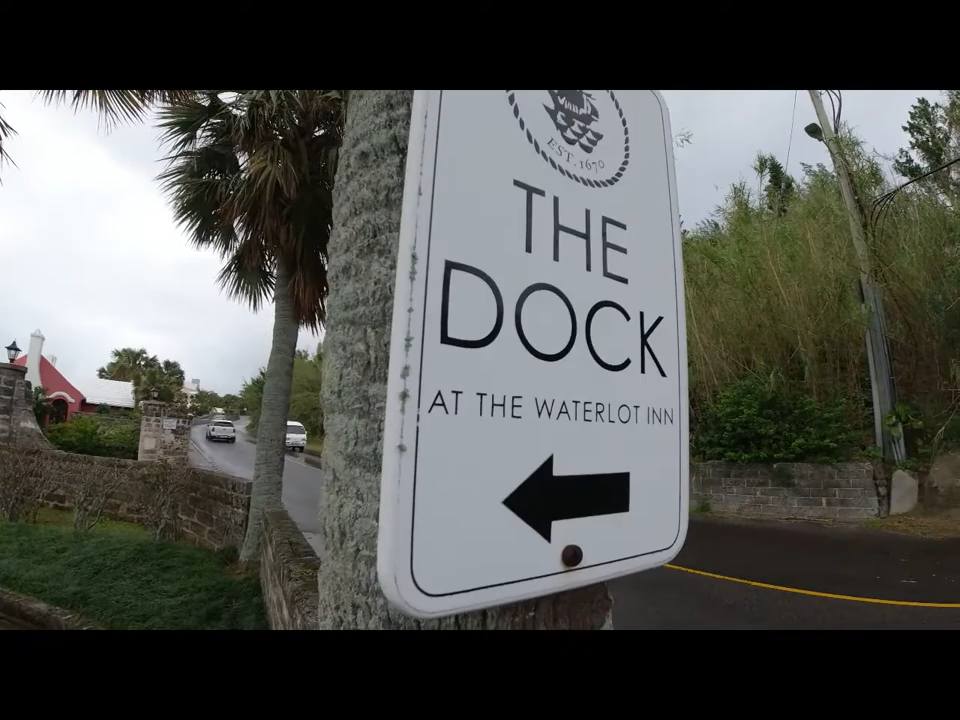 EST. 1670
THE
DOCK
AT THE WATERLOT INN